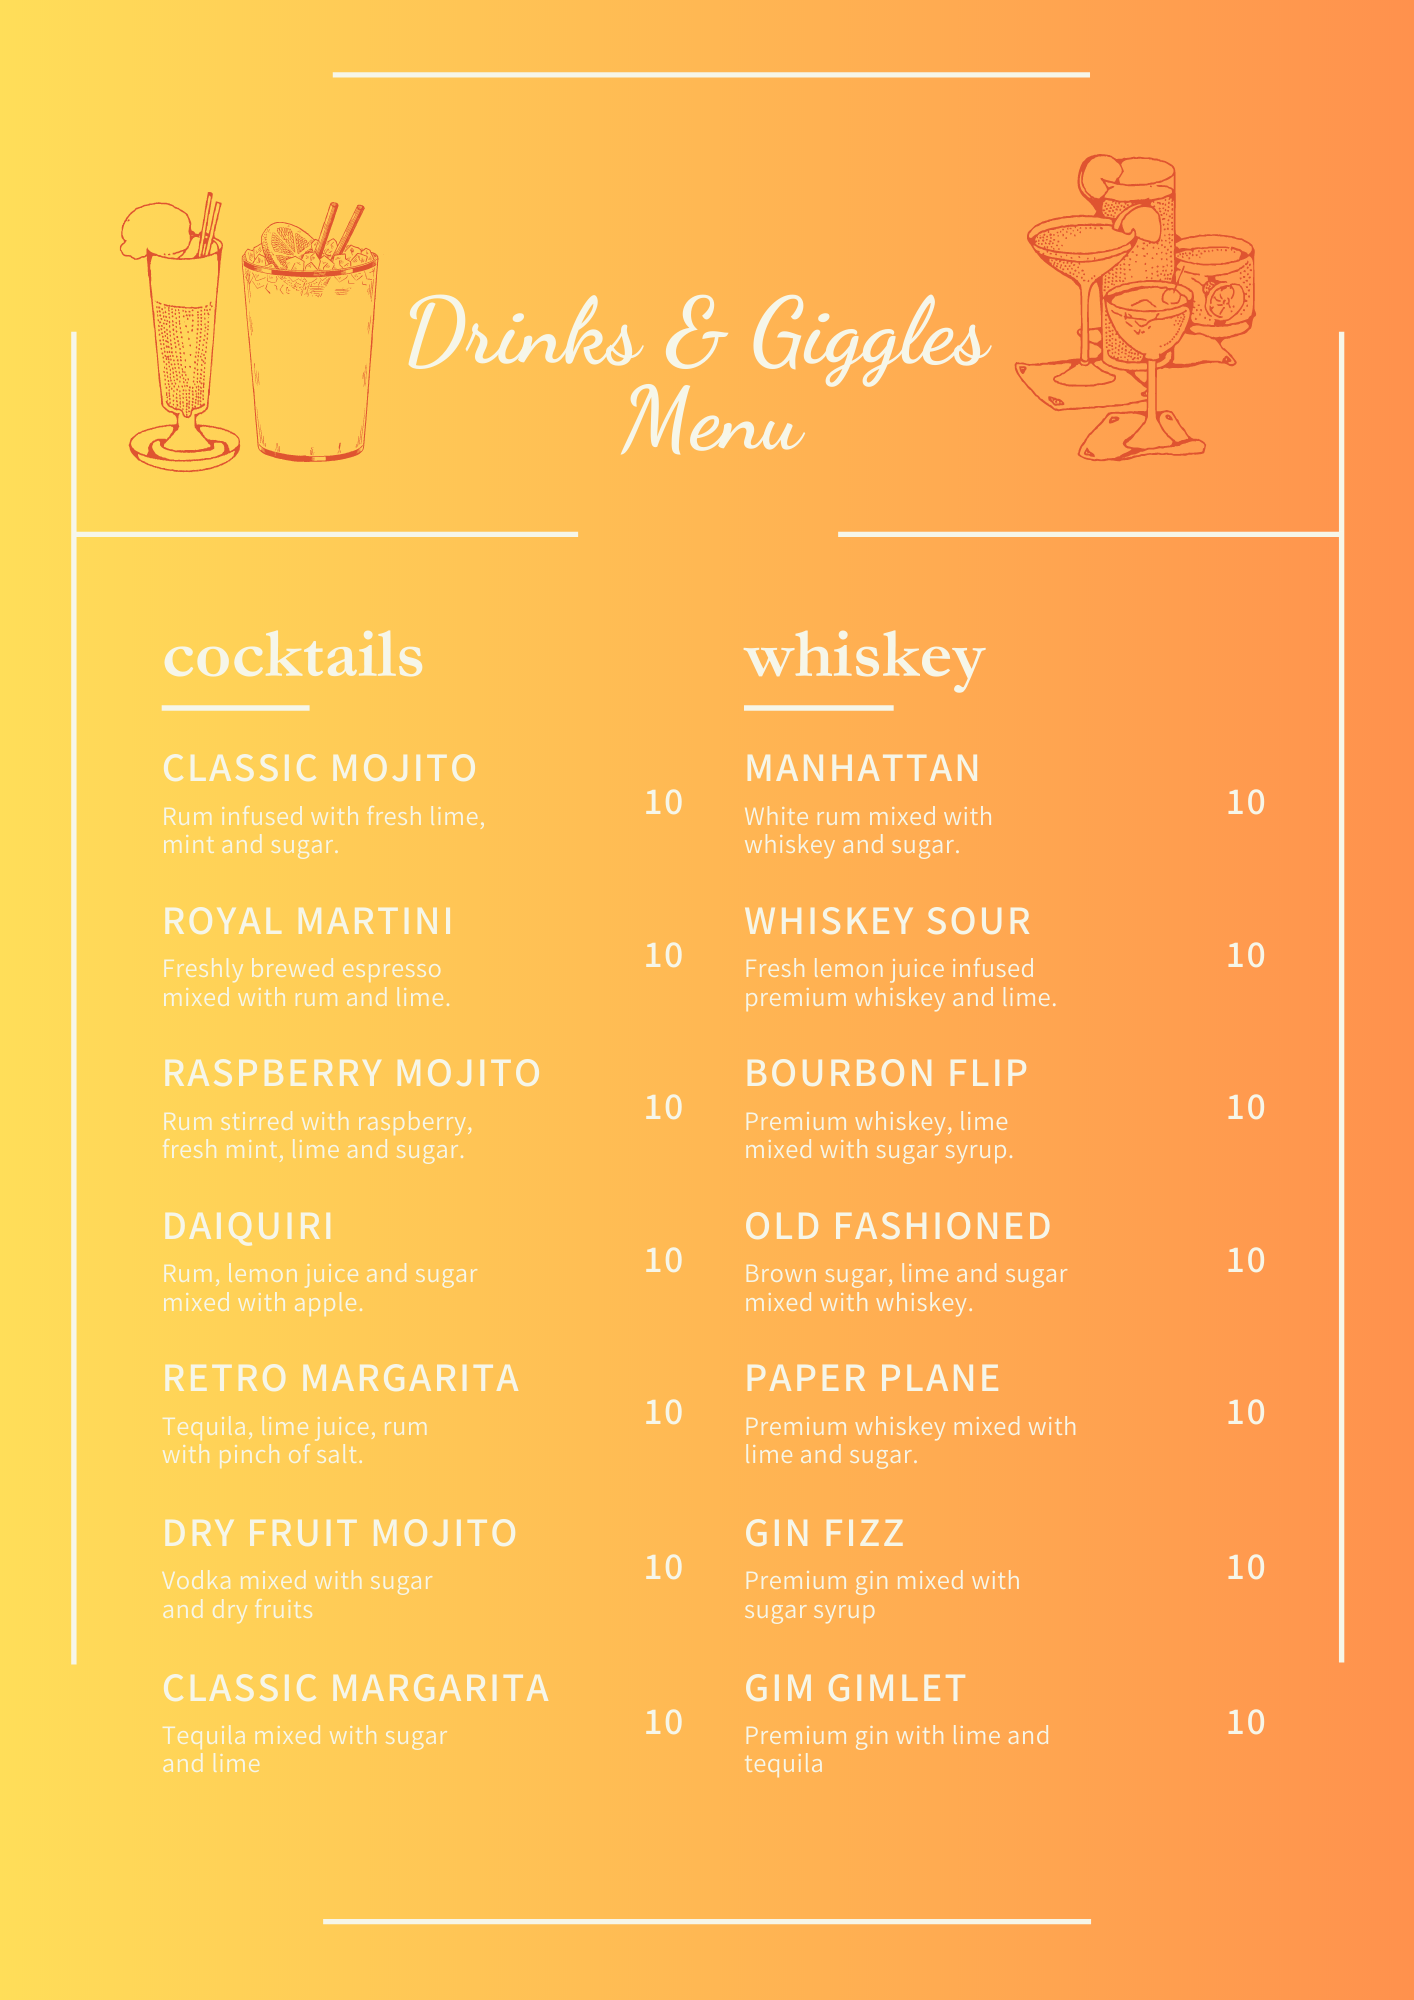 Drinks & Giggles
Menu
cocktails
CLASSIC MOJITO
10
Rum infused with fresh lime,
mint and sugar.
ROYAL MARTINI
10
Freshly brewed espresso
mixed with rum and lime.
RASPBERRY MOJITO
10
Rum stirred with raspberry,
fresh mint, lime and sugar.
DAIQUIRI
10
Rum, lemon juice and sugar
mixed with apple.
RETRO MARGARITA
10
Tequila, lime juice, rum
with pinch of salt.
DRY FRUIT MOJITO
10
Vodka mixed with sugar
and dry fruits
CLASSIC MARGARITA
10
Tequila mixed with sugar
and lime
whiskey
MANHATTAN
10
White rum mixed with
whiskey and sugar.
WHISKEY SOUR
10
Fresh lemon juice infused
premium whiskey and lime.
BOURBON FLIP
10
Premium whiskey, lime
mixed with sugar syrup.
OLD FASHIONED
10
Brown sugar, lime and sugar
mixed with whiskey.
PAPER PLANE
10
Premium whiskey mixed with
lime and sugar.
GIN FIZZ
10
Premium gin mixed with
sugar syrup
GIM GIMLET
10
Premium gin with lime and
tequila